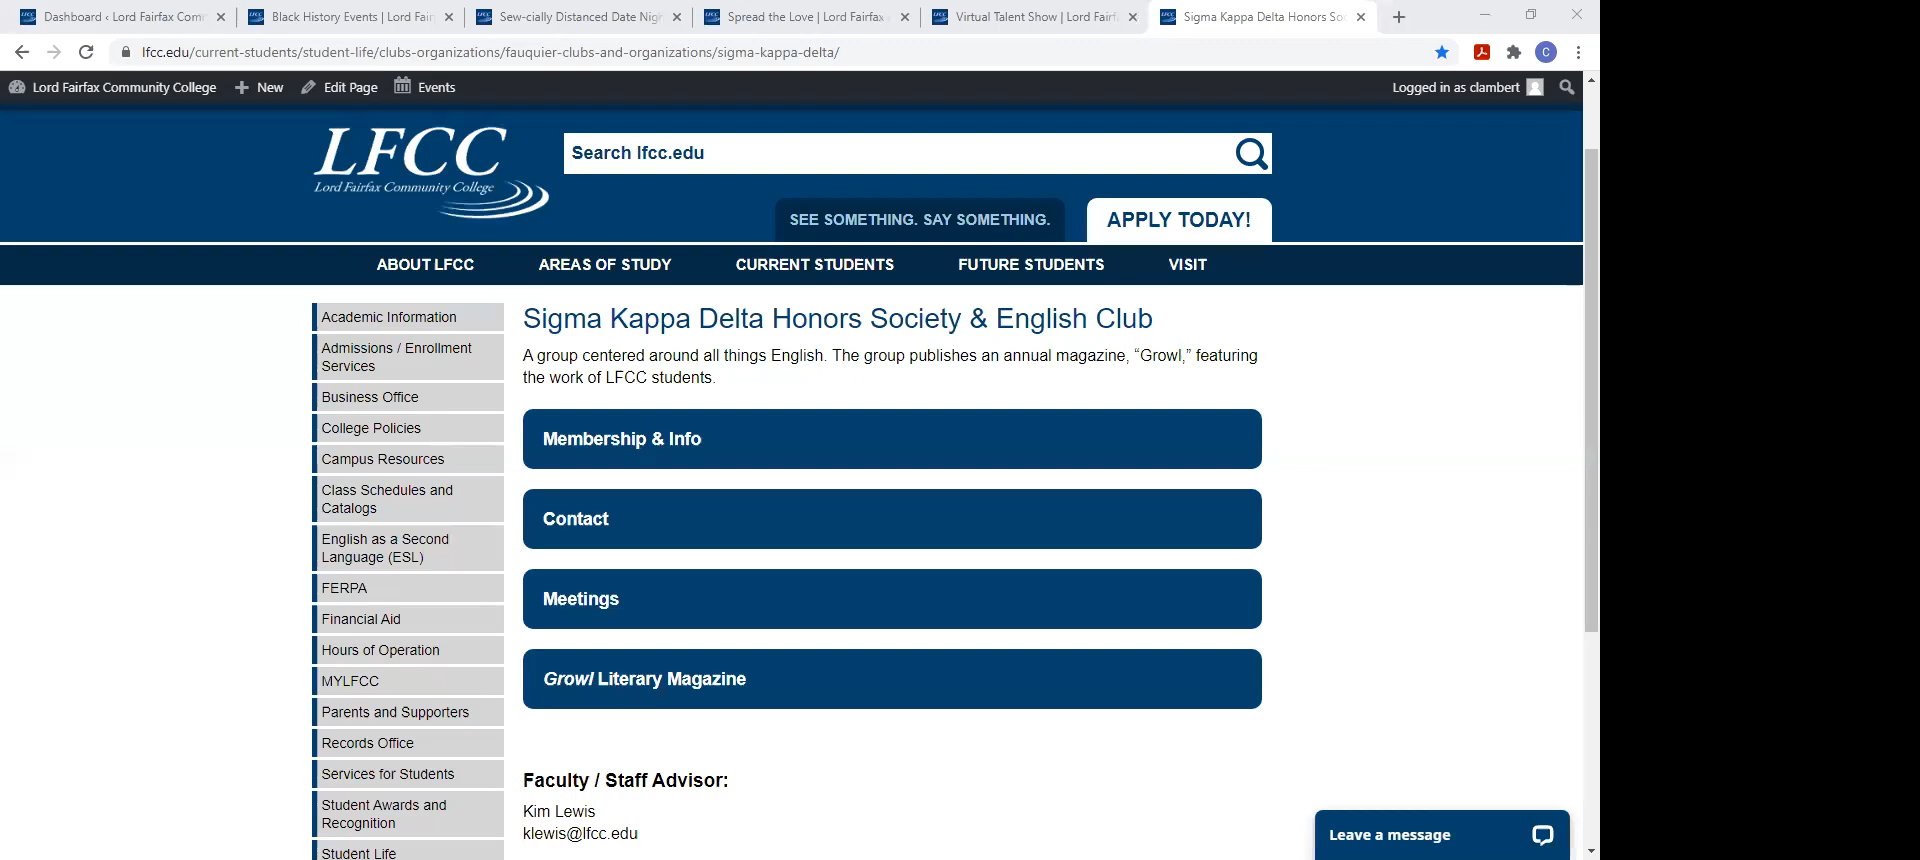 Dashboard ‹ Lord Fairfax Com
Black History Events | Lord Fair
Sew-cially Distanced Date Nig
Spread the Love | Lord Fairfax
Virtual Talent Show | Lord Fairf
Sigma Kappa Delta Honors So
lfcc.edu/current-students/student-life/clubs-organizations/fauquier-clubs-and-organizations/sigma-kappa-delta/
C
Lord Fairfax Community College
New
Edit Page
Events
Logged in as clambert
LFCC
Lord Fairfax Community College
Search lfcc.edu
SEE SOMETHING. SAY SOMETHING.
APPLY TODAY!
ABOUT LFCC
AREAS OF STUDY
CURRENT STUDENTS
FUTURE STUDENTS
VISIT
Academic Information
Admissions / Enrollment
Services
Business Office
College Policies
Campus Resources
Class Schedules and
Catalogs
English as a Second
Language (ESL)
FERPA
Financial Aid
Hours of Operation
MYLFCC
Parents and Supporters
Records Office
Services for Students
Student Awards and
Recognition
Student Life
Sigma Kappa Delta Honors Society & English Club
A group centered around all things English. The group publishes an annual magazine, “Growl,” featuring
the work of LFCC students.
Membership & Info
Contact
Meetings
Growl Literary Magazine
Faculty / Staff Advisor:
Kim Lewis
klewis@lfcc.edu
Leave a message